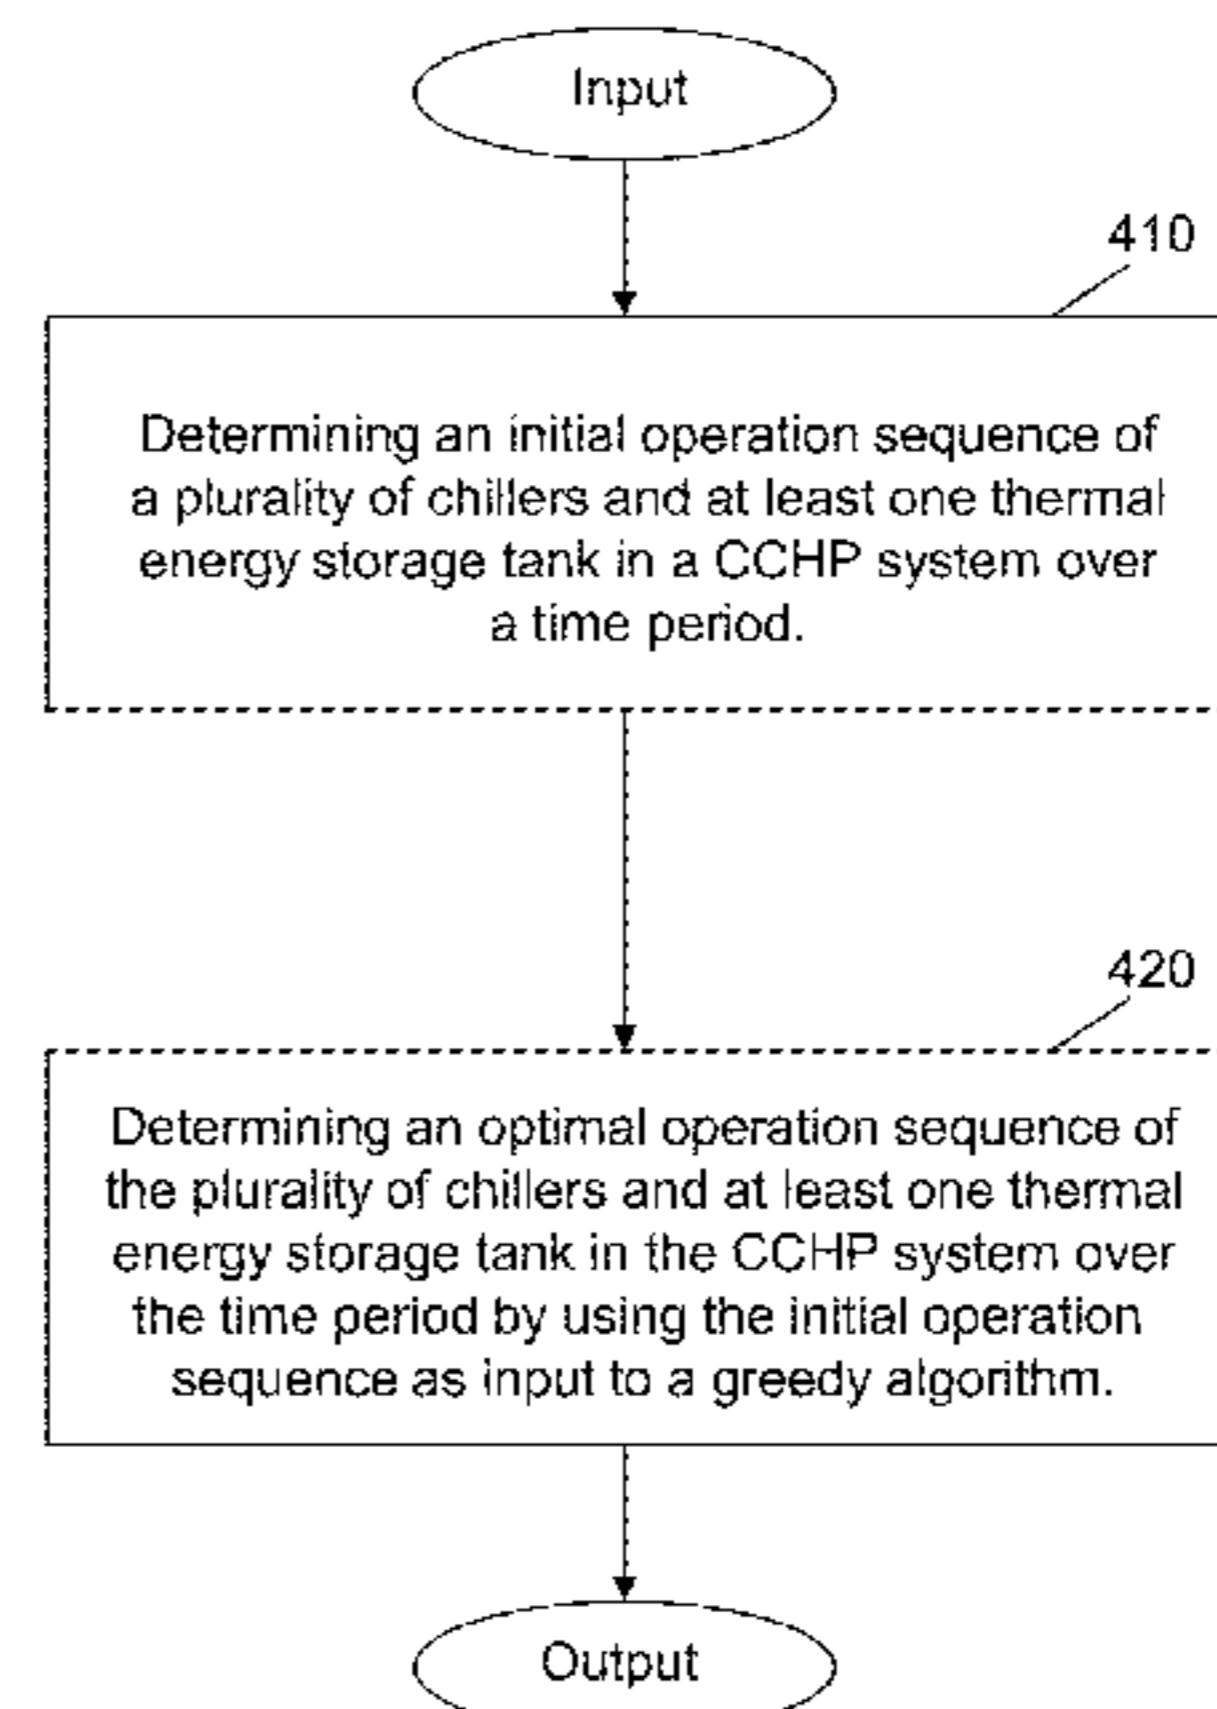 Input
410
Determining an initial operation sequence of
a plurality of chillers and at least one thermal
energy storage tank in a CCHP system over
a time period.
420
Determining an optimal operation sequence of
the plurality of chillers and at least one thermal
energy storage tank in the CCHP system over
the time period by using the initial operation
sequence as input to a greedy algorithm.
Output